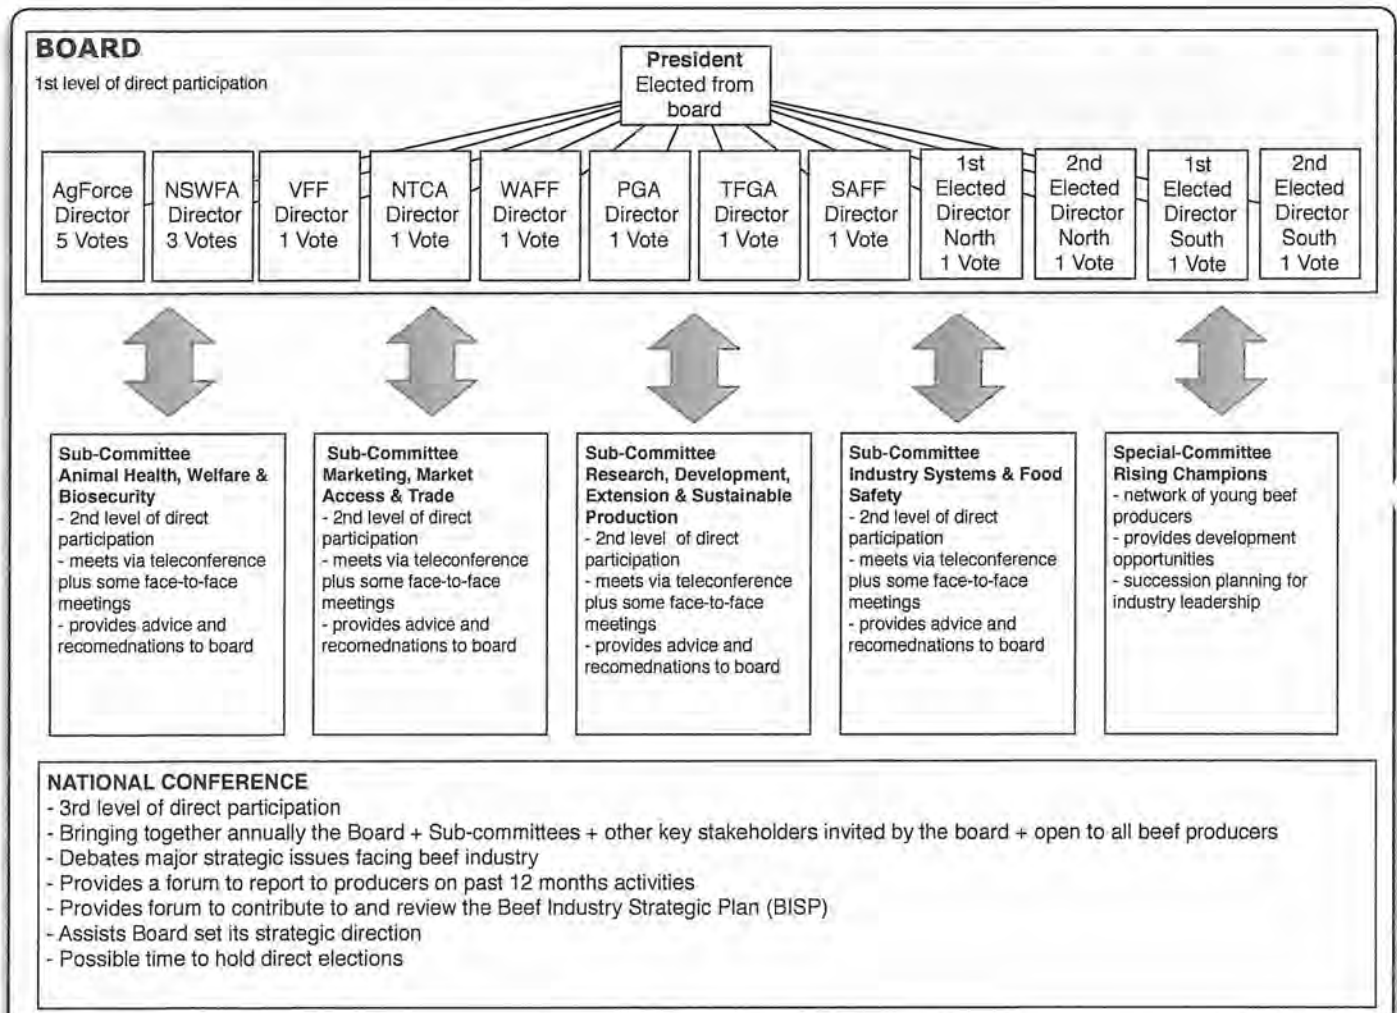 BOARD
1st level of direct participation
President
Elected from
board
AgForce
Director
5 Votes
NSWFA
Director
3 Votes
VFF
Director
1 Vote
NTCA
Director
1 Vote
WAFF
Director
1 Vote
PGA
Director
1 Vote
TFGA
Director
1 Vote
SAFF
Director
1 Vote
1st
Elected
Director
North
1 Vote
2nd
Elected
Director
North
1 Vote
1st
Elected
Director
South
1 Vote
2nd
Elected
Director
South
1 Vote
Sub-Committee
Animal Health, Welfare &
Biosecurity
- 2nd level of direct
participation
- meets via teleconference
plus some face-to-face
meetings
- provides advice and
recomednations to board
Sub-Committee
Marketing, Market
Access & Trade
- 2nd level of direct
participation
- meets via teleconference
plus some face-to-face
meetings
- provides advice and
recomednations to board
Sub-Committee
Research, Development,
Extension & Sustainable
Production
- 2nd level of direct
participation
- meets via teleconference
plus some face-to-face
meetings
- provides advice and
recomednations to board
Sub-Committee
Industry Systems & Food
Safety
- 2nd level of direct
participation
- meets via teleconference
plus some face-to-face
meetings
- provides advice and
recomednations to board
Special-Committee
Rising Champions
- network of young beef
producers
- provides development
opportunities
- succession planning for
industry leadership
NATIONAL CONFERENCE
- 3rd level of direct participation
- Bringing together annually the Board + Sub-committees + other key stakeholders invited by the board + open to all beef producers
- Debates major strategic issues facing beef industry
- Provides a forum to report to producers on past 12 months activities
- Provides forum to contribute to and review the Beef Industry Strategic Plan (BISP)
- Assists Board set its strategic direction
- Possible time to hold direct elections